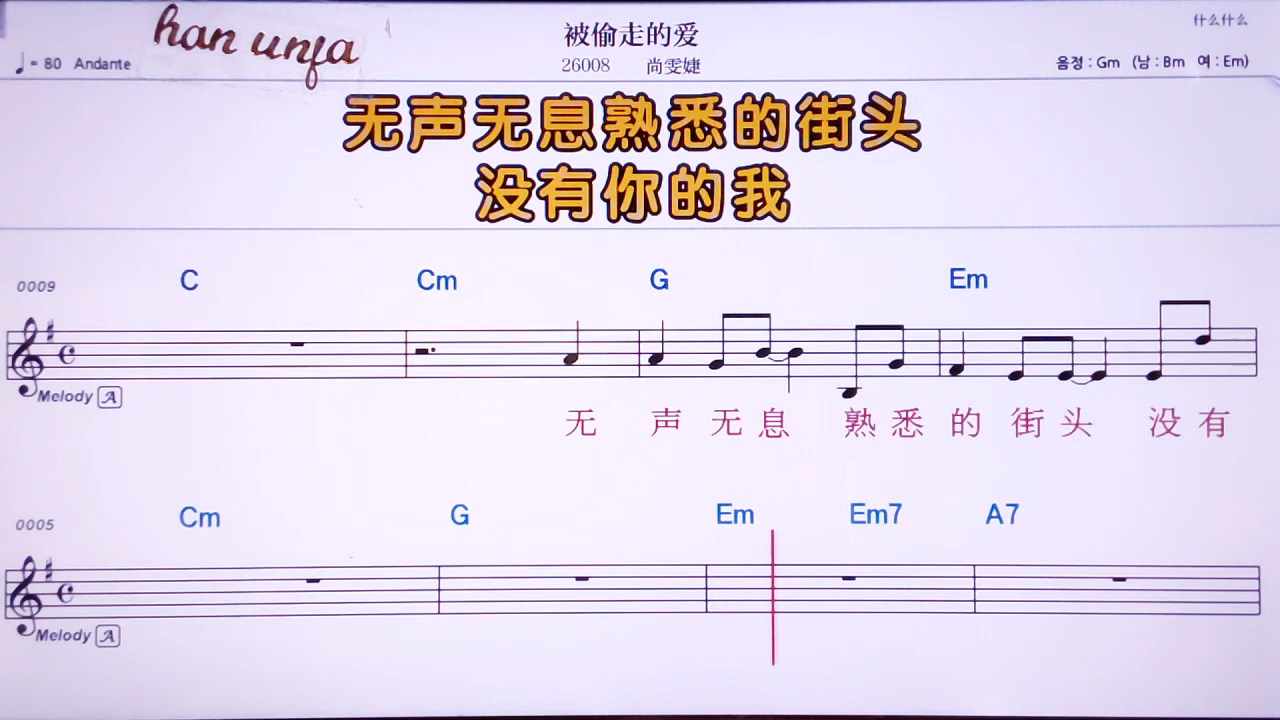 han unfa
被偷走的爱
什么什么
♩= 80 Andante
26008 尚雯婕
음정 : Gm (남 : Bm 여 : Em)
无声无息熟悉的街头
没有你的我
0009 C Cm G Em
Melody A
无 声 无 息 熟 悉 的 街 头 没 有
0005 Cm G Em Em7 A7
Melody A